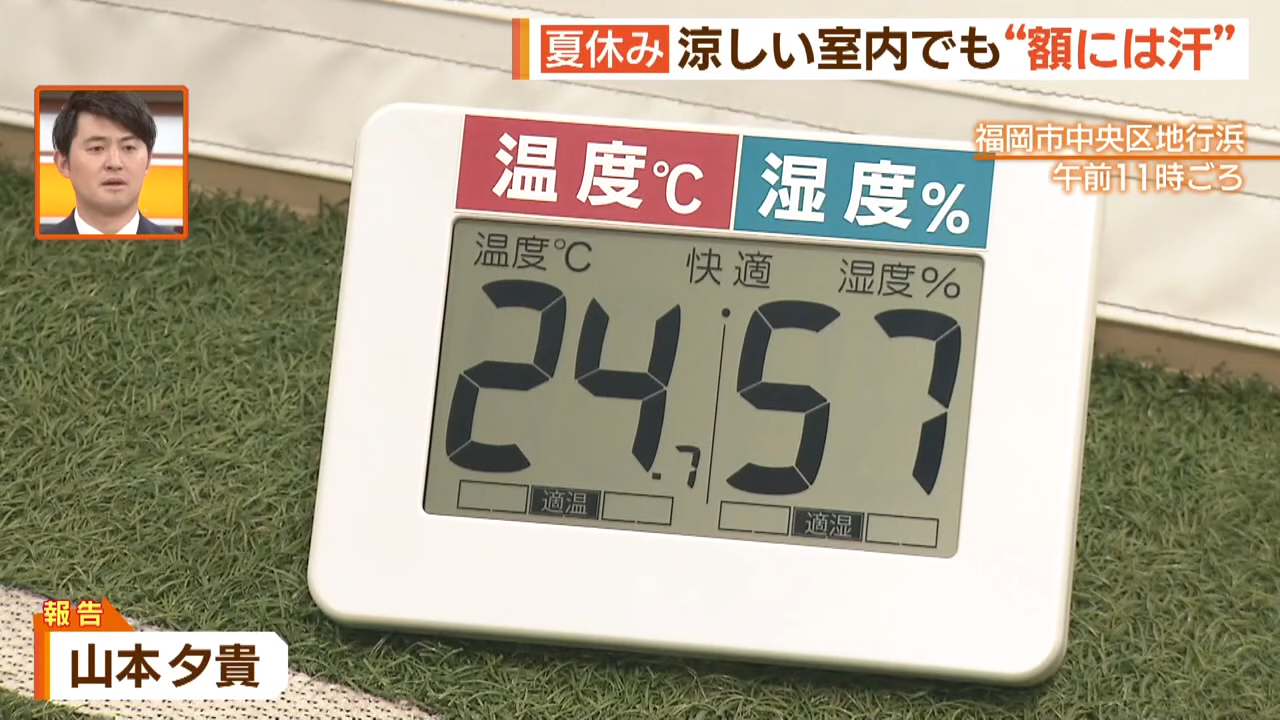 夏休み 涼しい室内でも“額には汗”
福岡市中央区地行浜
午前11時ごろ
温度℃ 湿度%
温度℃ 快適 湿度%
24.7 57
適温 適湿
報告
山本夕貴